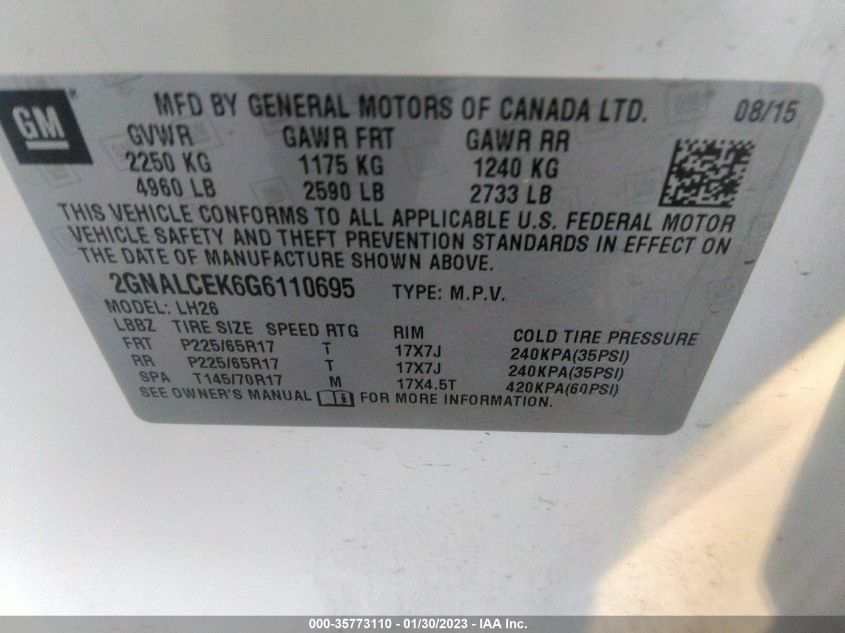 GM
®
MFD BY GENERAL MOTORS OF CANADA LTD. 08/15
GVWR GAWR FRT GAWR RR
2250 KG 1175 KG 1240 KG
4960 LB 2590 LB 2733 LB
THIS VEHICLE CONFORMS TO ALL APPLICABLE U.S. FEDERAL MOTOR
VEHICLE SAFETY AND THEFT PREVENTION STANDARDS IN EFFECT ON
THE DATE OF MANUFACTURE SHOWN ABOVE.
2GNALCEK6G6110695 TYPE: M.P.V.
MODEL: LH26
LBBZ TIRE SIZE SPEED RTG RIM COLD TIRE PRESSURE
FRT P225/65R17 T 17X7J 240KPA(35PSI)
RR P225/65R17 T 17X7J 240KPA(35PSI)
SPA T145/70R17 M 17X4.5T 420KPA(60PSI)
SEE OWNER'S MANUAL FOR MORE INFORMATION.
000-35773110 - 01/30/2023 - IAA Inc.